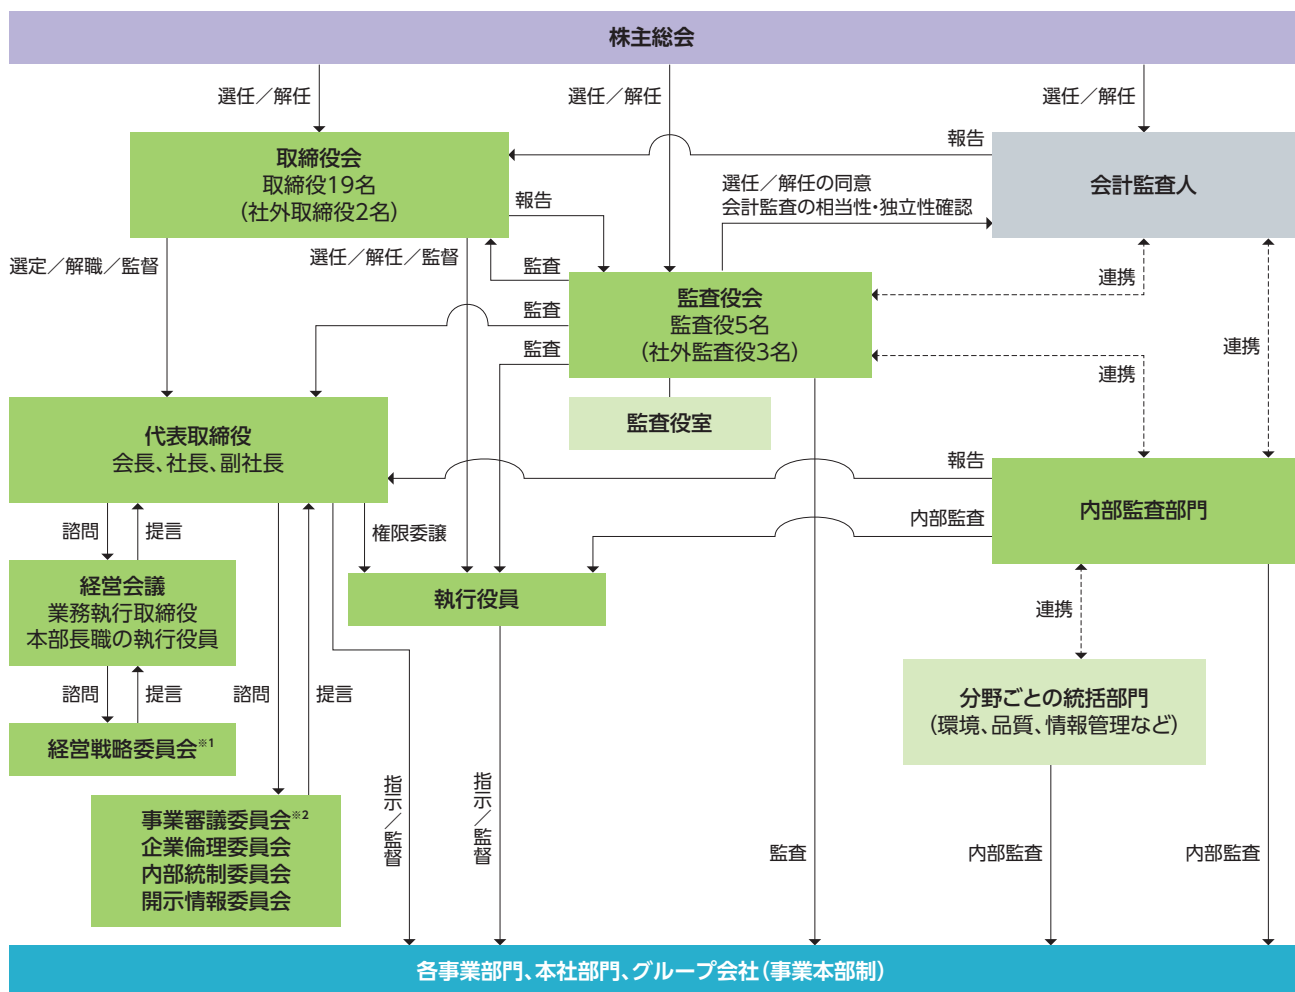 株主総会
選任／解任
選任／解任
選任／解任
取締役会
取締役19名
（社外取締役2名）
報告
会計監査人
報告
選任／解任の同意
会計監査の相当性・独立性確認
選定／解職／監督
選任／解任／監督
監査
監査
監査
監査役会
監査役5名
（社外監査役3名）
連携
連携
連携
監査役室
代表取締役
会長、社長、副社長
報告
内部監査部門
内部監査
諮問
提言
権限委譲
経営会議
業務執行取締役
本部長職の執行役員
執行役員
連携
諮問
提言
諮問
提言
分野ごとの統括部門
（環境、品質、情報管理など）
経営戦略委員会※1
事業審議委員会※2
企業倫理委員会
内部統制委員会
開示情報委員会
指示／監督
指示／監督
監査
内部監査
内部監査
各事業部門、本社部門、グループ会社（事業本部制）